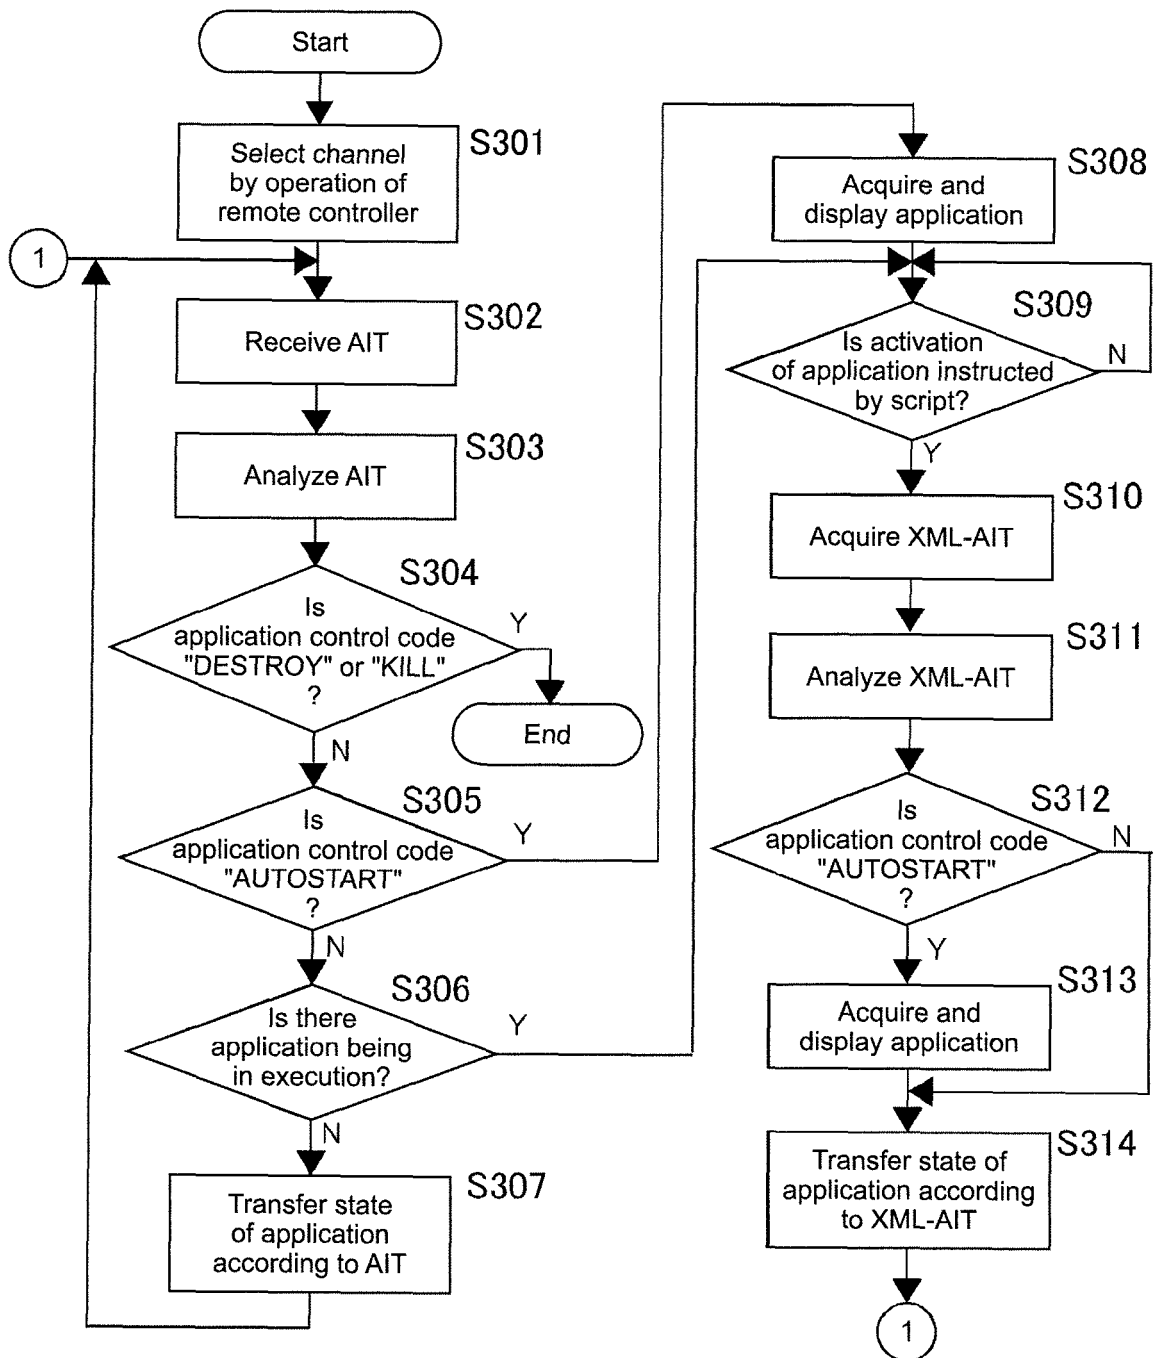 Start
S301
Select channel
by operation of
remote controller
1
S302
Receive AIT
S303
Analyze AIT
S304
Is
application control code
"DESTROY" or "KILL"
?
Y
End
N
S305
Is
application control code
"AUTOSTART"
?
Y
N
S306
Is there
application being
in execution?
Y
N
S307
Transfer state
of application
according to AIT
S308
Acquire and
display application
S309
Is activation
of application instructed
by script?
N
Y
S310
Acquire XML-AIT
S311
Analyze XML-AIT
S312
Is
application control code
"AUTOSTART"
?
N
Y
S313
Acquire and
display application
S314
Transfer state of
application according
to XML-AIT
1